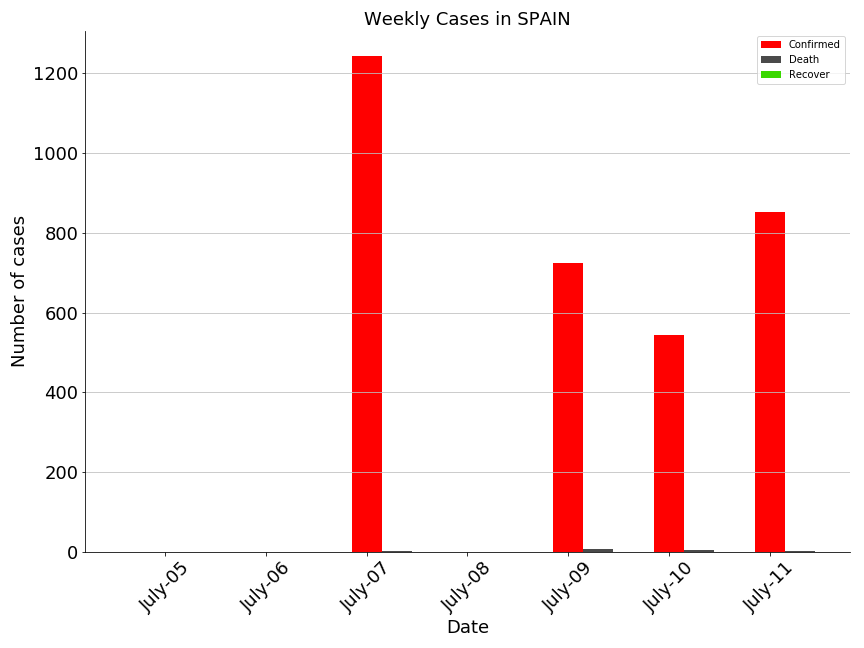 Weekly Cases in SPAIN
Confirmed
Death
Recover
Number of cases
1200
1000
800
600
400
200
0
July-05
July-06
July-07
July-08
July-09
July-10
July-11
Date